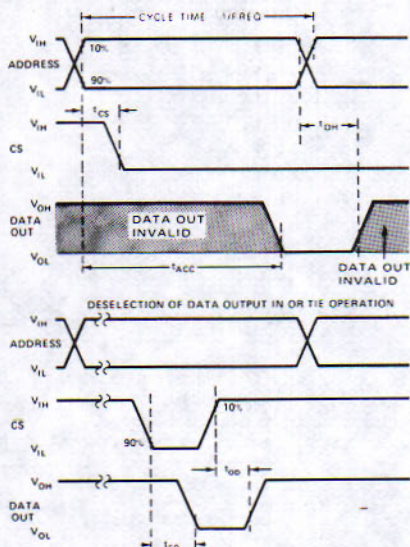 CYCLE TIME 1/FREQ
VIH
ADDRESS
10%
90%
VIL
tCS
VIH
tOH
CS
VIL
VOH
DATA OUT
DATA OUT INVALID
VOL
tACC
DATA OUT INVALID
DESELECTION OF DATA OUTPUT IN OR TIE OPERATION
VIH
ADDRESS
VIL
VIH
10%
CS
90%
VIL
tOD
VOH
DATA OUT
VOL